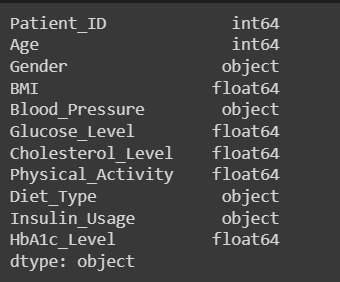 Patient_ID int64
Age int64
Gender object
BMI float64
Blood_Pressure object
Glucose_Level float64
Cholesterol_Level float64
Physical_Activity float64
Diet_Type object
Insulin_Usage object
HbA1c_Level float64
dtype: object